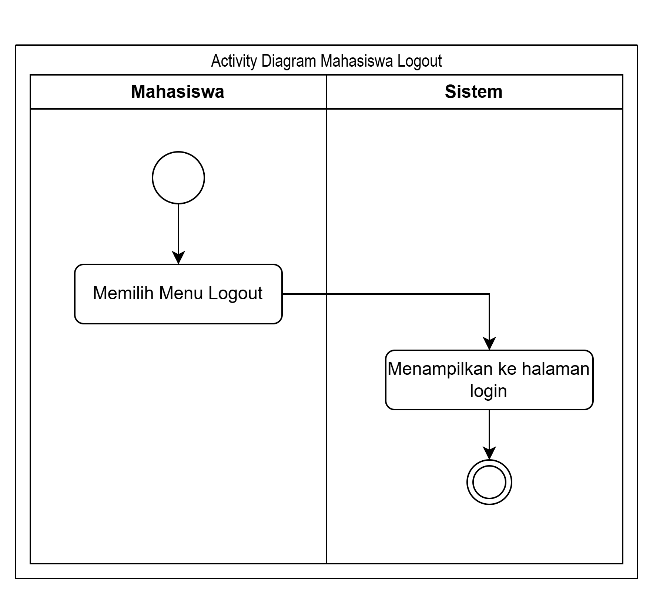 Activity Diagram Mahasiswa Logout
Mahasiswa
Sistem
Memilih Menu Logout
Menampilkan ke halaman
login